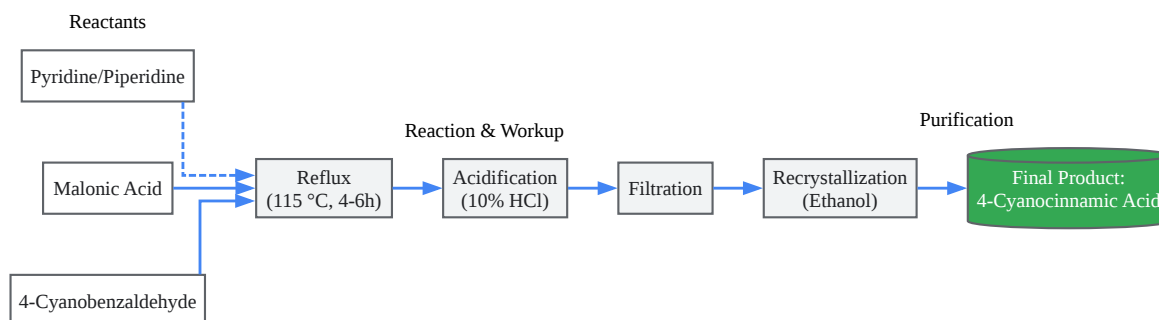 Reactants
Pyridine/Piperidine
Malonic Acid
4-Cyanobenzaldehyde
Reaction & Workup
Reflux
(115 °C, 4-6h)
Acidification
(10% HCl)
Filtration
Purification
Recrystallization
(Ethanol)
Final Product:
4-Cyanocinnamic Acid